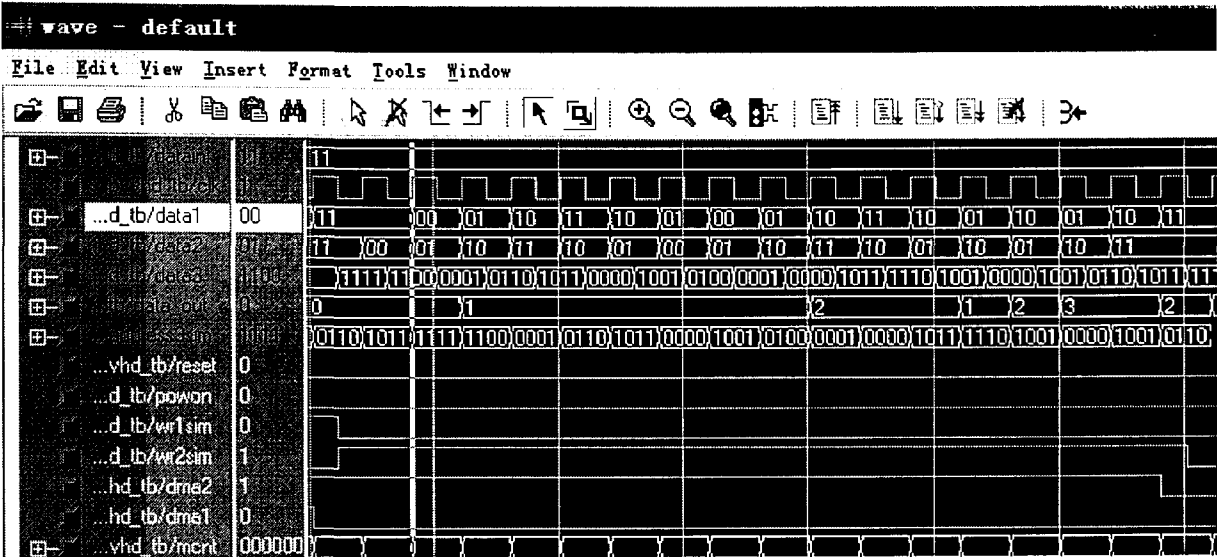 wave - default
File Edit View Insert Format Tools Window
11
...d_tb/data1 00 11 00 01 10 11 10 01 00 01 10 11 10 01 10 01 10 11
11 00 01 10 11 10 01 00 01 10 11 10 01 10 01 10 11
1111 1100 0001 0110 1011 0000 1001 0100 0001 0000 1011 1110 1001 0000 1001 0110 1011 111
0 1 2 1 2 3 2
0110 1011 1111 1100 0001 0110 1011 0000 1001 0100 0001 0000 1011 1110 1001 0000 1001 0110
...vhd_tb/reset 0
...d_tb/powon 0
...d_tb/wr1sim 0
...d_tb/wr2sim 1
...hd_tb/dma2 1
...hd_tb/dma1 0
...vhd_tb/mcnt 000000